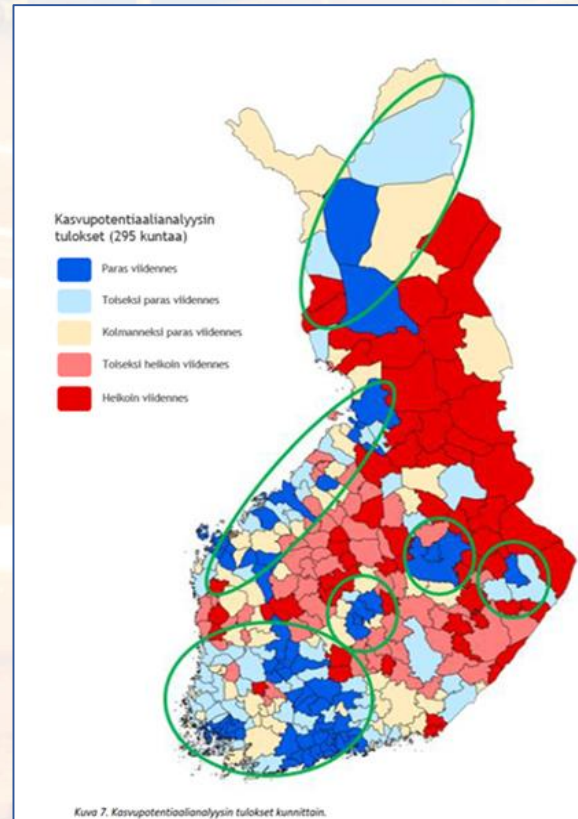 Kasvupotentiaalianalyysin
tulokset (295 kuntaa)
Paras viidennes
Toiseksi paras viidennes
Kolmanneksi paras viidennes
Toiseksi heikoin viidennes
Heikoin viidennes
Kuva 7. Kasvupotentiaalianalyysin tulokset kunnittain.